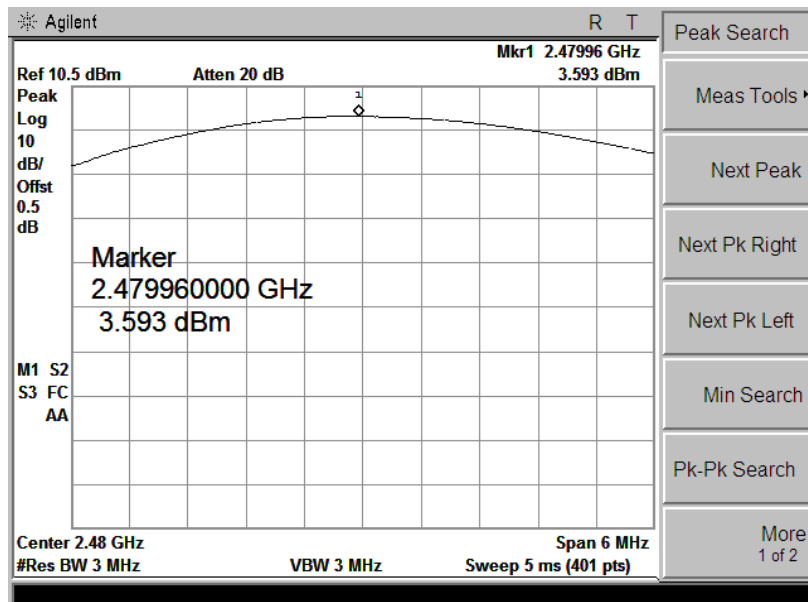 Agilent R T
Mkr1 2.47996 GHz
Ref 10.5 dBm Atten 20 dB 3.593 dBm
Peak
Log
10
dB/
Offst
0.5
dB
1
Marker
2.479960000 GHz
3.593 dBm
M1 S2
S3 FC
AA
Center 2.48 GHz Span 6 MHz
#Res BW 3 MHz VBW 3 MHz Sweep 5 ms (401 pts)
Peak Search
Meas Tools
Next Peak
Next Pk Right
Next Pk Left
Min Search
Pk-Pk Search
More
1 of 2